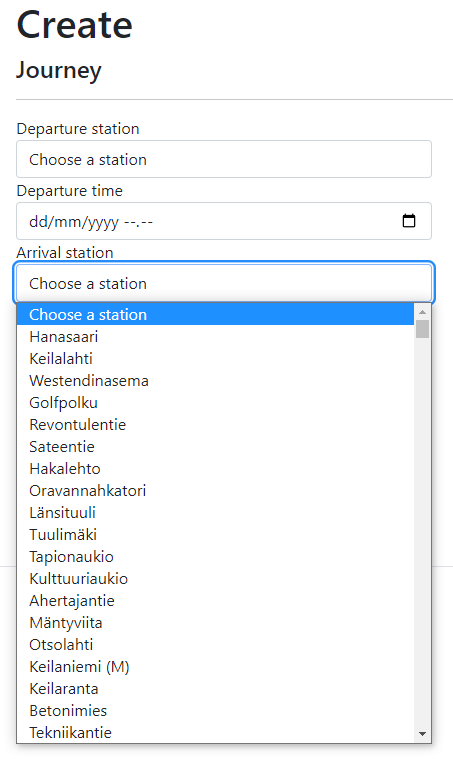 Create
Journey
Departure station
Choose a station
Departure time
dd/mm/yyyy --.--
Arrival station
Choose a station
Choose a station
Hanasaari
Keilalahti
Westendinasema
Golfpolku
Revontulentie
Sateentie
Hakalehto
Oravannahkatori
Länsituuli
Tuulimäki
Tapionaukio
Kulttuuriaukio
Ahertajantie
Mäntyviita
Otsolahti
Keilaniemi (M)
Keilaranta
Betonimies
Tekniikantie